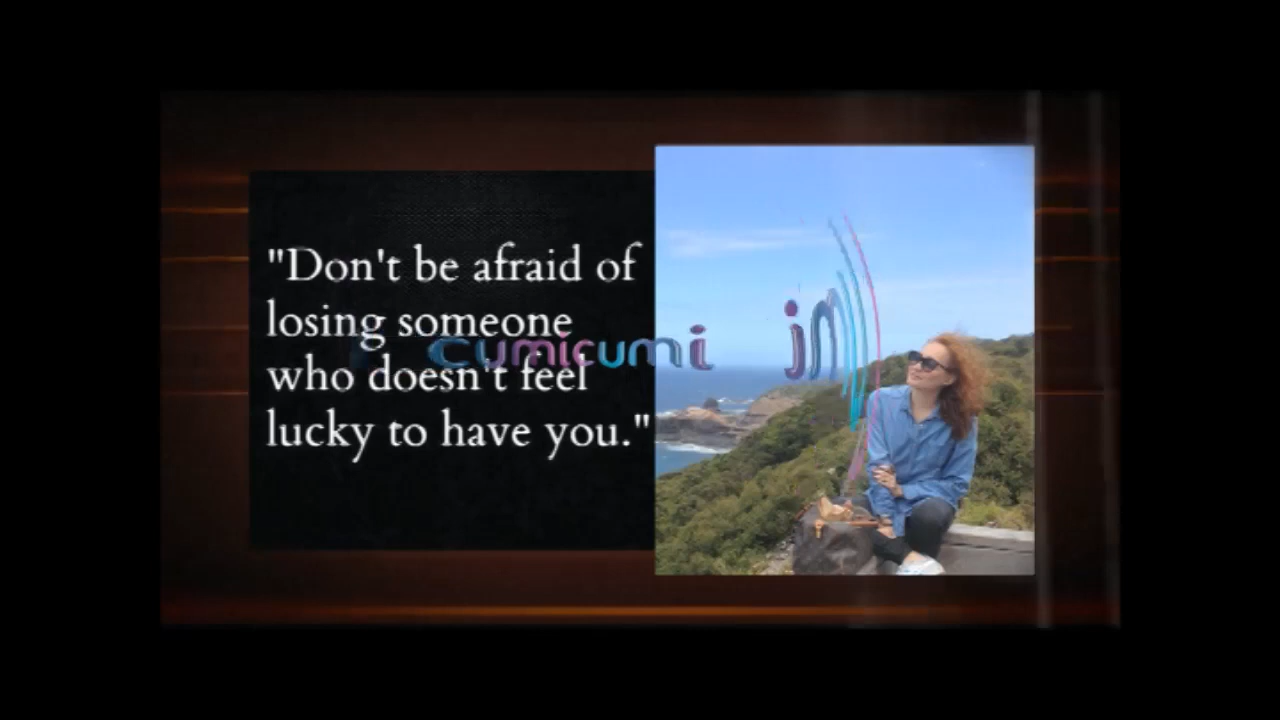 "Don't be afraid of
losing someone
who doesn't feel
lucky to have you."
cumicumi